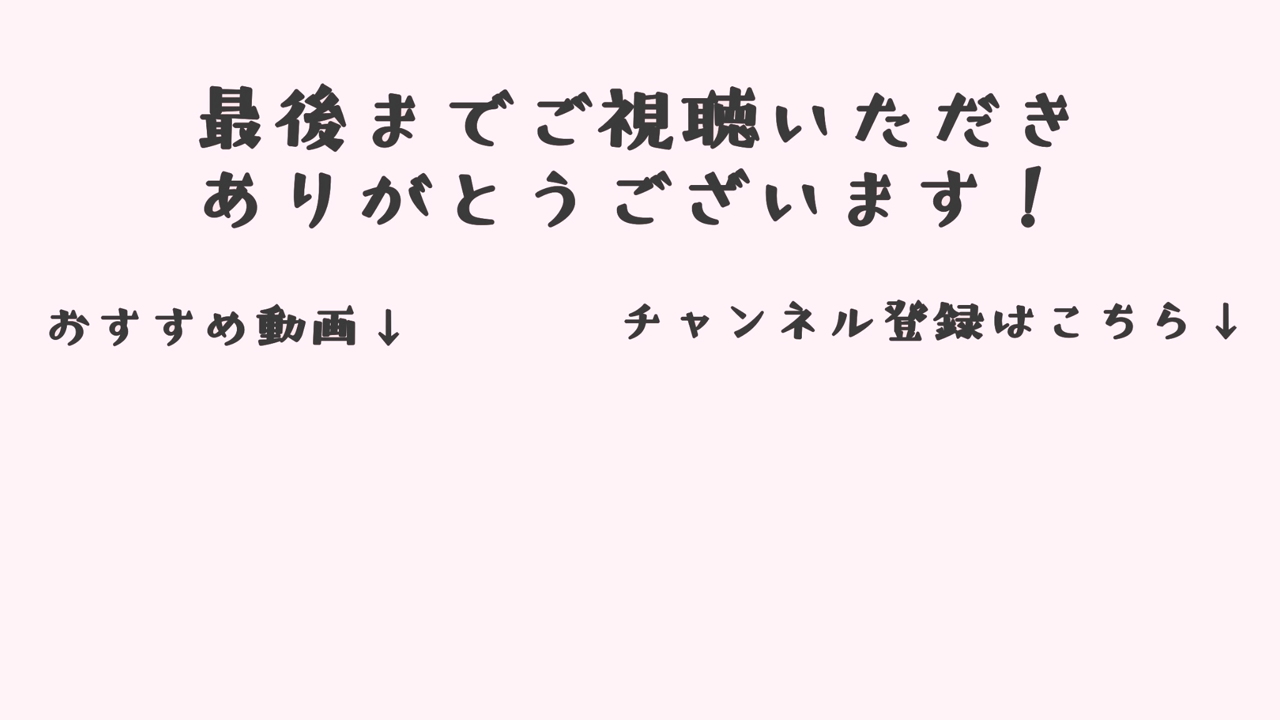 最後までご視聴いただき
ありがとうございます！
おすすめ動画↓
チャンネル登録はこちら↓